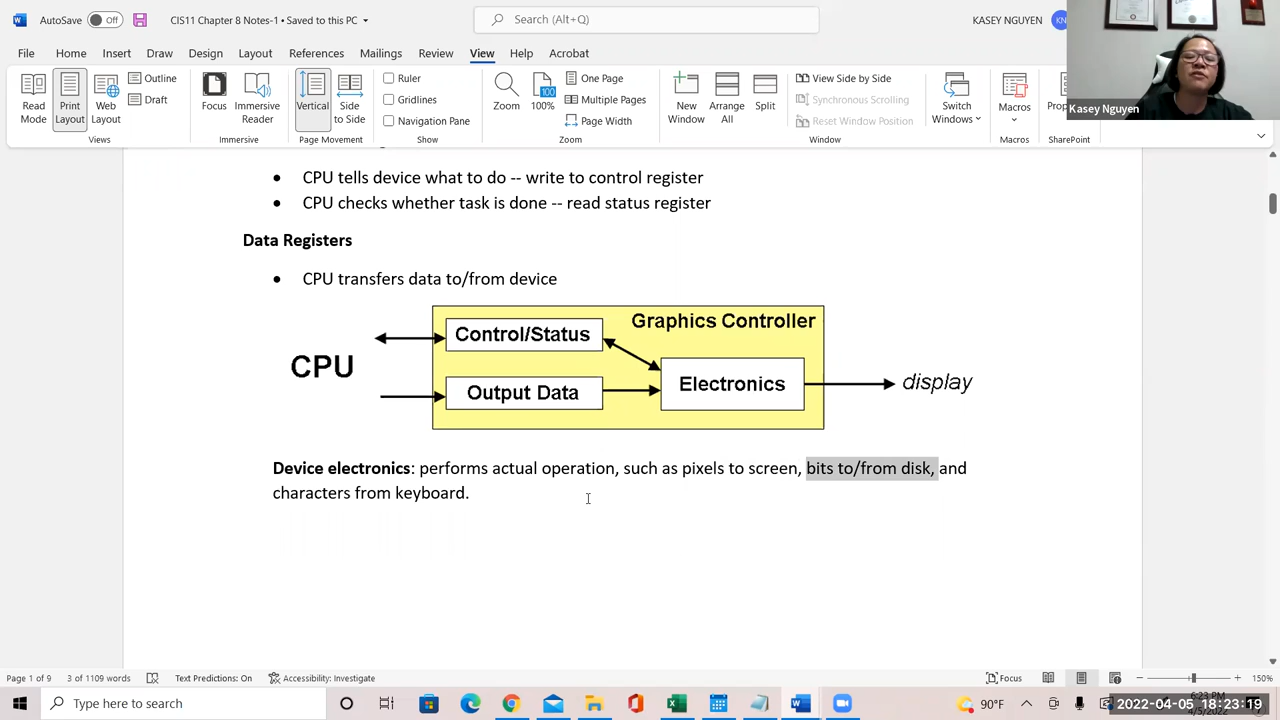 AutoSave Off CIS11 Chapter 8 Notes-1 • Saved to this PC Search (Alt+Q) KASEY NGUYEN KN
File Home Insert Draw Design Layout References Mailings Review View Help Acrobat
Read Mode Print Layout Web Layout Outline Draft
Views
Focus Immersive Reader
Immersive
Vertical Side to Side
Page Movement
Ruler
Gridlines
Navigation Pane
Show
Zoom 100 100% One Page
Multiple Pages
Page Width
Zoom
New Window Arrange All Split
View Side by Side
Synchronous Scrolling
Reset Window Position
Switch Windows
Window
Macros
Macros
SharePoint
Kasey Nguyen
• CPU tells device what to do -- write to control register
• CPU checks whether task is done -- read status register
Data Registers
• CPU transfers data to/from device
Graphics Controller
Control/Status
CPU
Electronics
display
Output Data
Device electronics: performs actual operation, such as pixels to screen, bits to/from disk, and
characters from keyboard.
Page 1 of 9 3 of 1109 words Text Predictions: On Accessibility: Investigate Focus 150%
Type here to search 90°F
2022-04-05 18:23:19